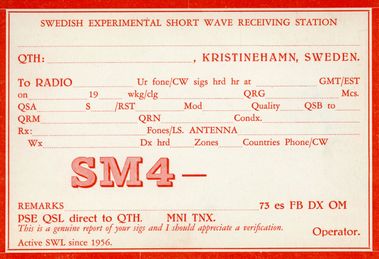 SWEDISH EXPERIMENTAL SHORT WAVE RECEIVING STATION
QTH: , KRISTINEHAMN, SWEDEN.
To RADIO Ur fone/CW sigs hrd hr at GMT/EST
on 19 wkg/clg QRG Mcs.
QSA S /RST Mod Quality QSB to
QRM QRN Condx.
Rx: Fones/LS. ANTENNA
Wx Dx hrd Zones Countries Phone/CW
SM4—
REMARKS 73 es FB DX OM
PSE QSL direct to QTH. MNI TNX.
This is a genuine report of your sigs and I should appreciate a verification.
Operator.
Active SWL since 1956.